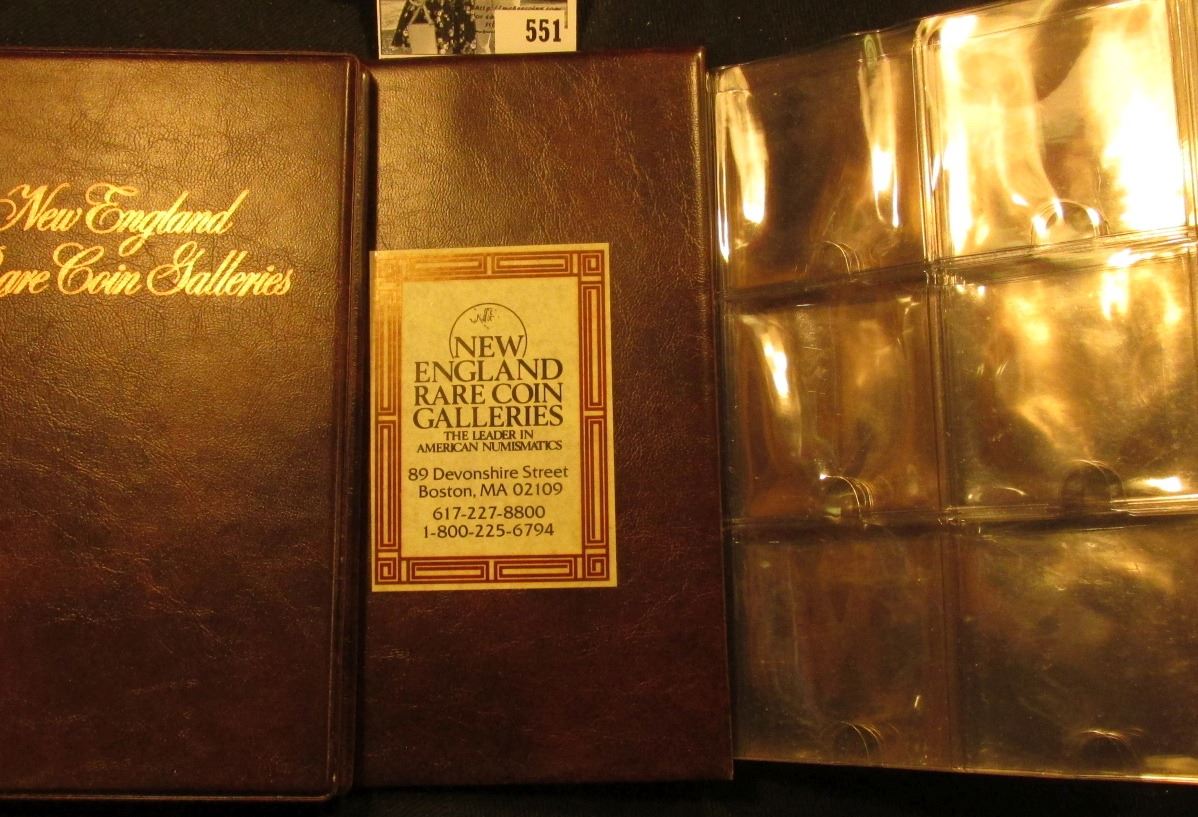 551
New England
Rare Coin Galleries
NEW
ENGLAND
RARE COIN
GALLERIES
THE LEADER IN
AMERICAN NUMISMATICS
89 Devonshire Street
Boston, MA 02109
617-227-8800
1-800-225-6794